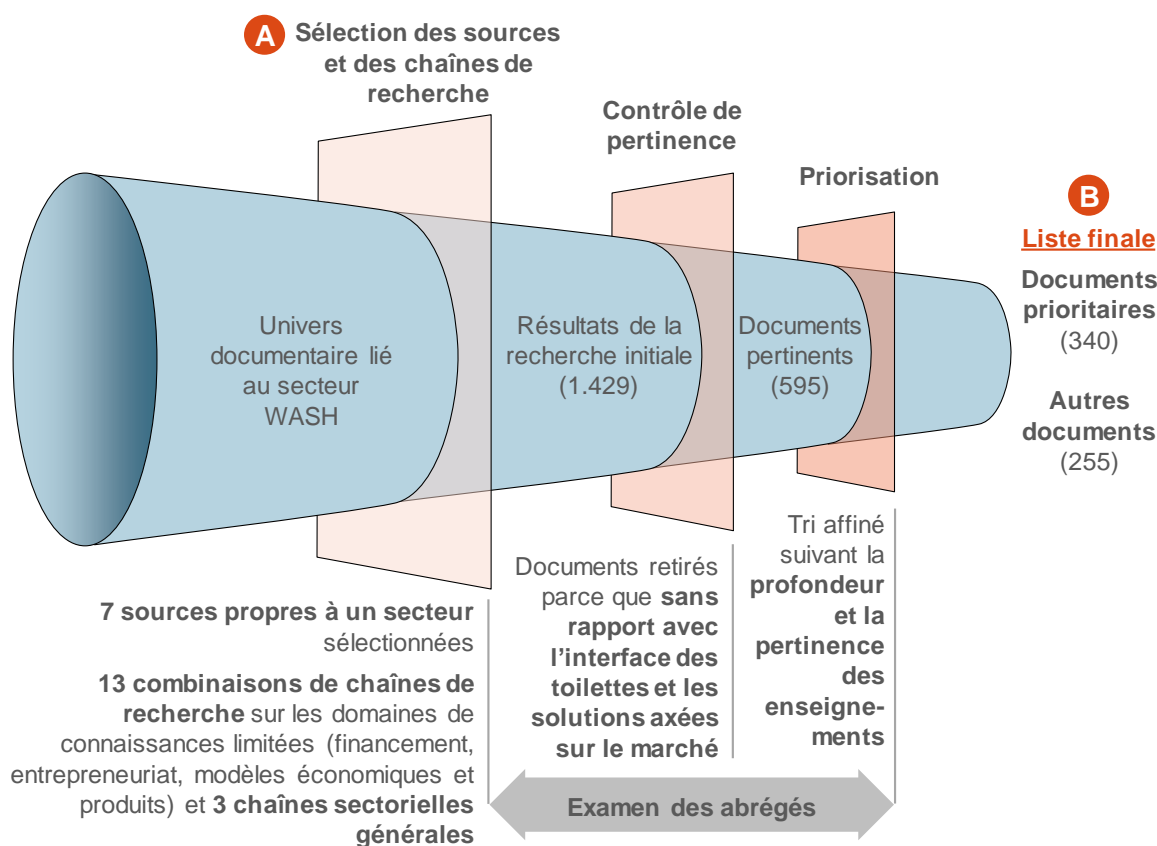 A
Sélection des sources
et des chaînes de
recherche
Contrôle de
pertinence
Priorisation
B
Liste finale
Documents
prioritaires
(340)
Autres
documents
(255)
Univers
documentaire lié
au secteur
WASH
Résultats de la
recherche initiale
(1.429)
Documents
pertinents
(595)
7 sources propres à un secteur
sélectionnées
13 combinaisons de chaînes de
recherche sur les domaines de
connaissances limitées (financement,
entrepreneuriat, modèles économiques et
produits) et 3 chaînes sectorielles
générales
Documents retirés
parce que sans
rapport avec
l'interface des
toilettes et les
solutions axées
sur le marché
Tri affiné
suivant la
profondeur
et la
pertinence
des
enseigne-
ments
Examen des abrégés